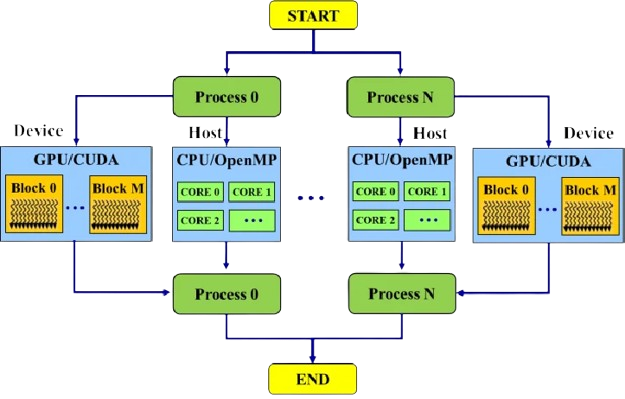 START
Process 0
Process N
Device
Host
Host
Device
GPU/CUDA
CPU/OpenMP
CPU/OpenMP
GPU/CUDA
Block 0 ... Block M
CORE 0 CORE 1
CORE 2 ...
...
CORE 0 CORE 1
CORE 2 ...
Block 0 ... Block M
Process 0
Process N
END